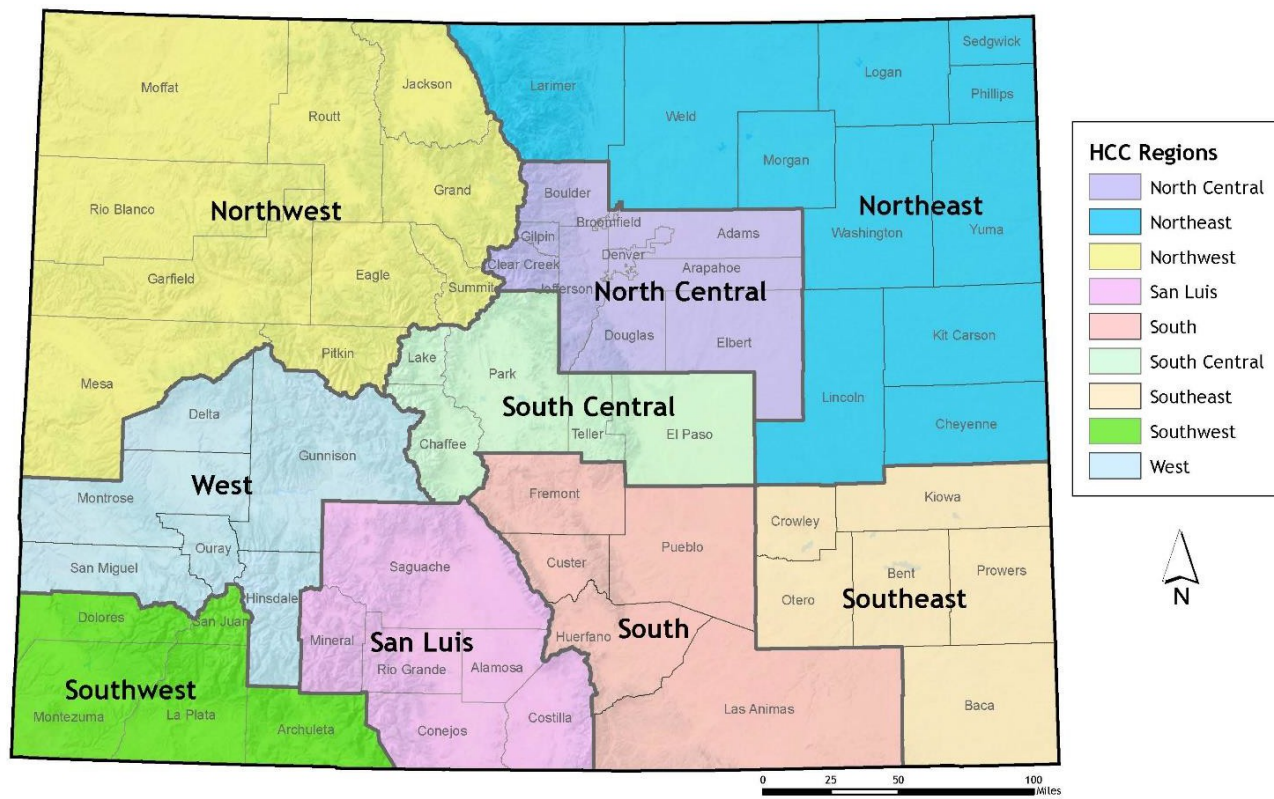 Moffat
Routt
Jackson
Larimer
Weld
Logan
Sedgwick
Phillips
Morgan
Rio Blanco
Northwest
Grand
Boulder
Broomfield
Adams
Northeast
Washington
Yuma
Garfield
Eagle
Summit
Gilpin
Clear Creek
Jefferson
Denver
Arapahoe
North Central
Douglas
Elbert
Kit Carson
Mesa
Pitkin
Lake
Park
Lincoln
Cheyenne
Delta
Gunnison
Chaffee
South Central
Teller
El Paso
Montrose
West
Ouray
San Miguel
Hinsdale
Fremont
Custer
Pueblo
Crowley
Kiowa
Otero
Bent
Prowers
Southeast
Saguache
Mineral
San Luis
Rio Grande
Alamosa
Huerfano
South
Dolores
San Juan
Southwest
Montezuma
La Plata
Archuleta
Conejos
Costilla
Las Animas
Baca
HCC Regions
North Central
Northeast
Northwest
San Luis
South
South Central
Southeast
Southwest
West
N
0 25 50 100
Miles